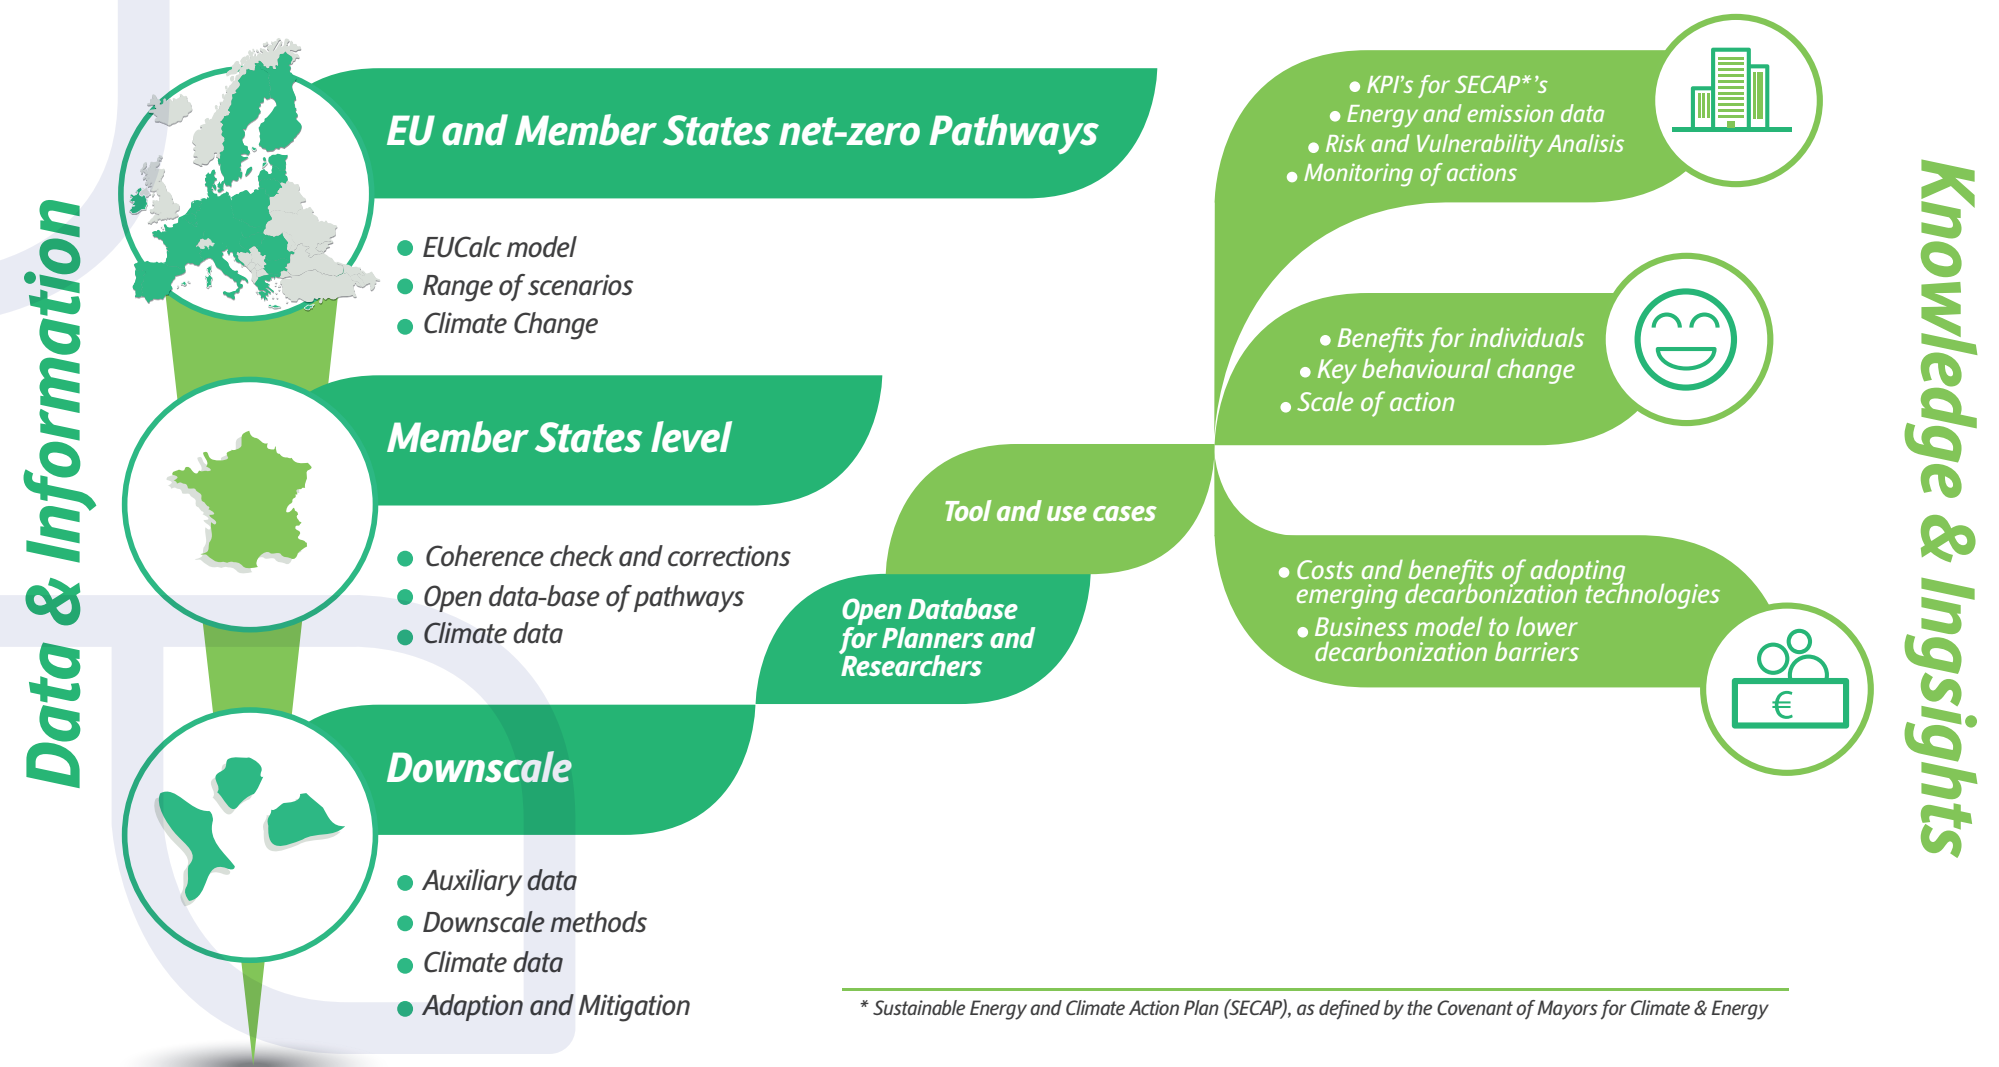 Data & Information
EU and Member States net-zero Pathways
EUCalc model
Range of scenarios
Climate Change
Member States level
Coherence check and corrections
Open data-base of pathways
Climate data
Downscale
Auxiliary data
Downscale methods
Climate data
Adaption and Mitigation
Open Database
for Planners and
Researchers
Tool and use cases
KPI's for SECAP*'s
Energy and emission data
Risk and Vulnerability Analisis
Monitoring of actions
Benefits for individuals
Key behavioural change
Scale of action
Costs and benefits of adopting
emerging decarbonization technologies
Business model to lower
decarbonization barriers
€
Knowledge & Ingsights
* Sustainable Energy and Climate Action Plan (SECAP), as defined by the Covenant of Mayors for Climate & Energy